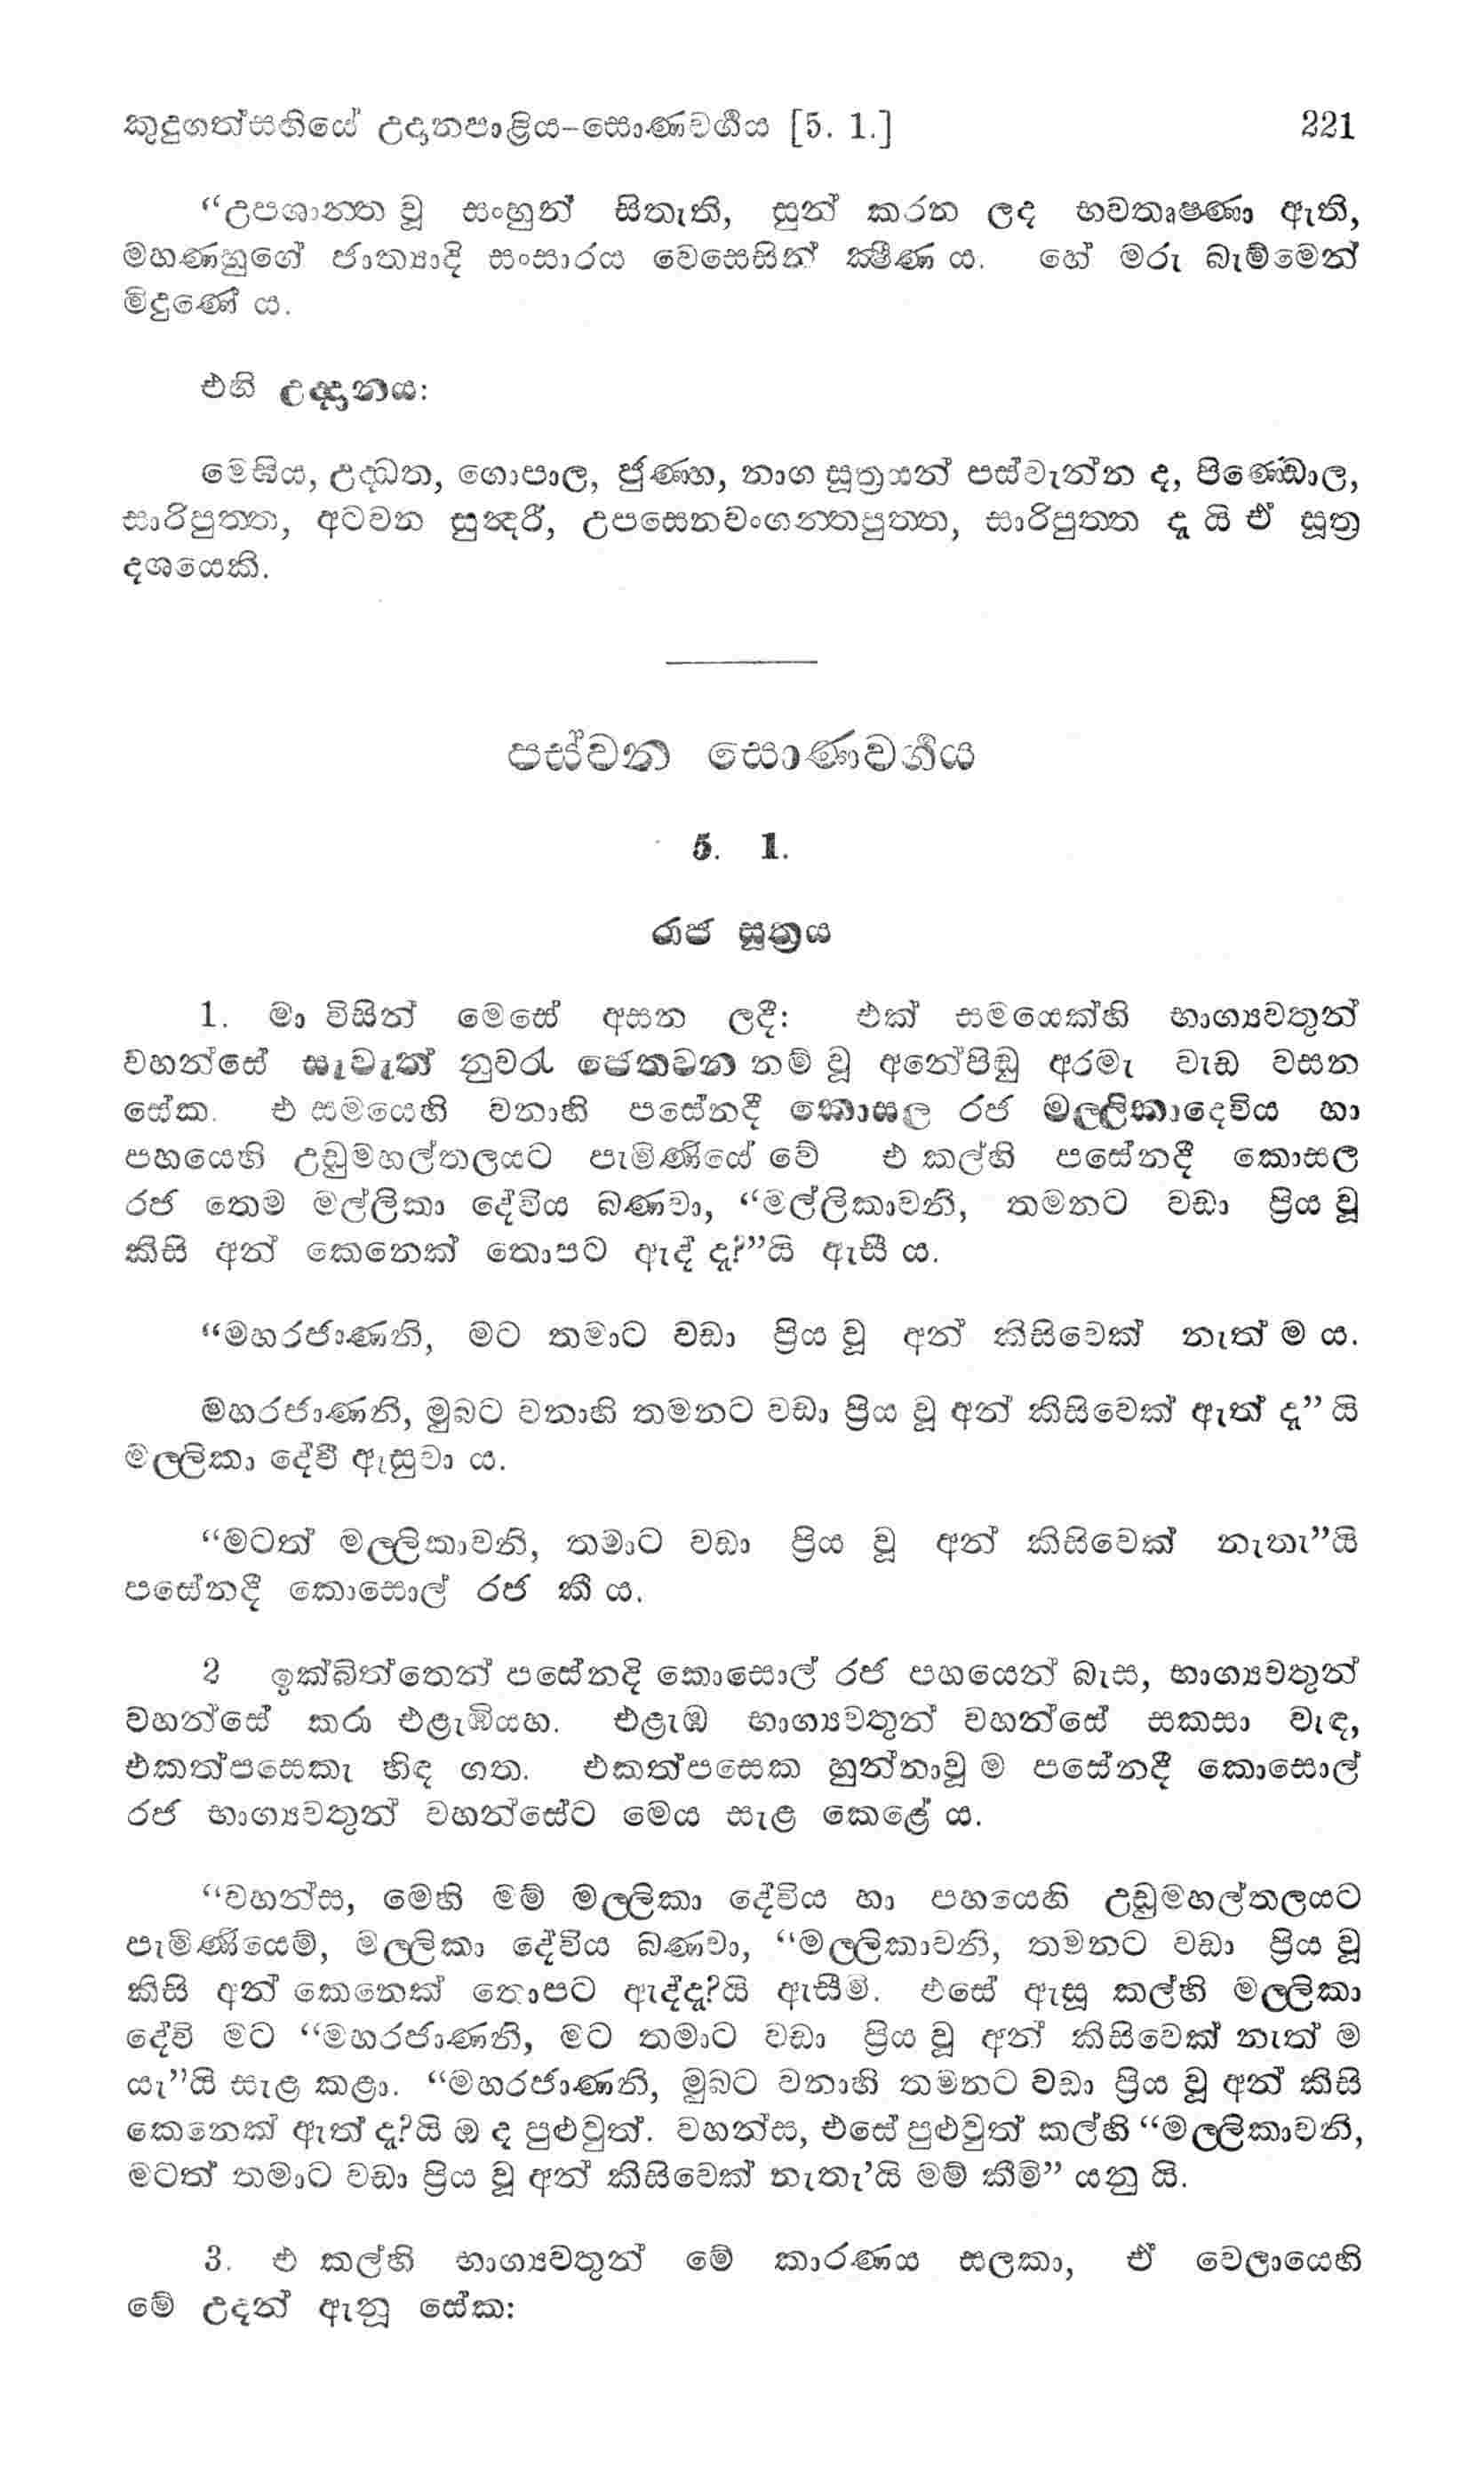 කුදුගත්සඟියේ උදානපාළිය-සොණවර්ගය [5. 1.] 221
“උපශාන්ත වූ සංහුන් සිතැති, සුන් කරන ලද භවතෘෂ්ණා ඇති,
මහණහුගේ ජාත්‍යාදි සංසාරය වෙසෙසින් ක්‍ෂීණ ය. හේ මරු බැම්මෙන්
මිදුණේ ය.
එහි උද්දානය:
මෙඝිය, උද්ධත, ගොපාල, ජුණ්හ, නාග සූත්‍රයන් පස්වැන්න ද, පිණ්ඩොල,
සාරිපුත්ත, අටවන සුන්දරී, උපසෙනවංගන්තපුත්ත, සාරිපුත්ත දැ යි ඒ සූත්‍ර
දශයෙකි.
පස්වන සොණවර්ගය
5. 1.
රාජ සූත්‍රය
1. මා විසින් මෙසේ අසන ලදී: එක් සමයෙක්හි භාග්‍යවතුන්
වහන්සේ සැවැත් නුවර ජේතවන නම් වූ අනේපිඬු අරමැ වැඩ වසන
සේක. එ සමයෙහි වනාහි පසේනදී කොසල රජ මල්ලිකාදෙවිය හා
පහයෙහි උඩුමහල්තලයට පැමිණියේ වේ එ කල්හි පසේනදී කොසල
රජ තෙම මල්ලිකා දේවිය බණවා, “මල්ලිකාවනි, තමනට වඩා ප්‍රිය වූ
කිසි අන් කෙනෙක් තොපට ඇද් දැ?”යි ඇසී ය.
“මහරජාණනි, මට තමාට වඩා ප්‍රිය වූ අන් කිසිවෙක් නැත් ම ය.
මහරජාණනි, මුබට වනාහි තමනට වඩා ප්‍රිය වූ අන් කිසිවෙක් ඇත් දැ” යි
මල්ලිකා දේවී ඇසුවා ය.
“මටත් මල්ලිකාවනි, තමාට වඩා ප්‍රිය වූ අන් කිසිවෙක් නැතැ”යි
පසේනදී කොසොල් රජ කී ය.
2 ඉක්බිත්තෙන් පසේනදි කොසොල් රජ පහයෙන් බැස, භාග්‍යවතුන්
වහන්සේ කරා එළැඹියහ. එළැඹ භාග්‍යවතුන් වහන්සේ සකසා වැඳ,
එකත්පසෙකැ හිඳ ගත. එකත්පසෙක හුන්නාවූ ම පසේනදී කොසොල්
රජ භාග්‍යවතුන් වහන්සේට මෙය සැළ කෙළේ ය.
“වහන්ස, මෙහි මම් මල්ලිකා දේවිය හා පහයෙහි උඩුමහල්තලයට
පැමිණියෙම්, මල්ලිකා දේවිය බණවා, “මල්ලිකාවනි, තමනට වඩා ප්‍රිය වූ
කිසි අන් කෙනෙක් තොපට ඇද්දැ?යි ඇසීමි. එසේ ඇසූ කල්හි මල්ලිකා
දේවි මට “මහරජාණනි, මට තමාට වඩා ප්‍රිය වූ අන් කිසිවෙක් නැත් ම
යැ”යි සැළ කළා. “මහරජාණනි, මුබට වනාහි තමනට වඩා ප්‍රිය වූ අන් කිසි
කෙනෙක් ඇත් දැ?යි ඔ ද පුළුවුත්. වහන්ස, එසේ පුළුවුත් කල්හි “මල්ලිකාවනි,
මටත් තමාට වඩා ප්‍රිය වූ අන් කිසිවෙක් නැතැ’යි මම් කීමි” යනු යි.
3. එ කල්හි භාග්‍යවතුන් මේ කාරණය සලකා, ඒ වෙලායෙහි
මේ උදන් ඇනූ සේක: